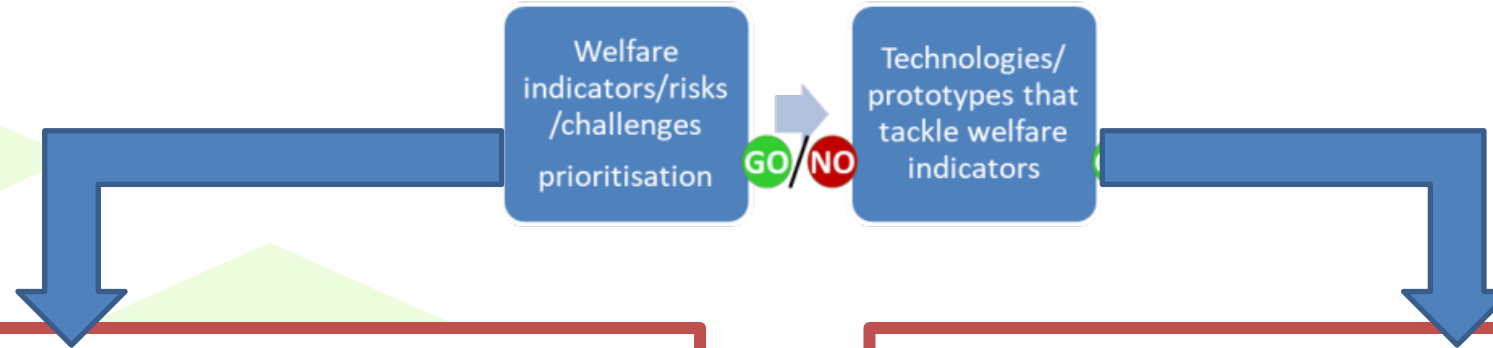 Welfare
indicators/risks
/challenges
prioritisation
GO/NO
Technologies/
prototypes that
tackle welfare
indicators